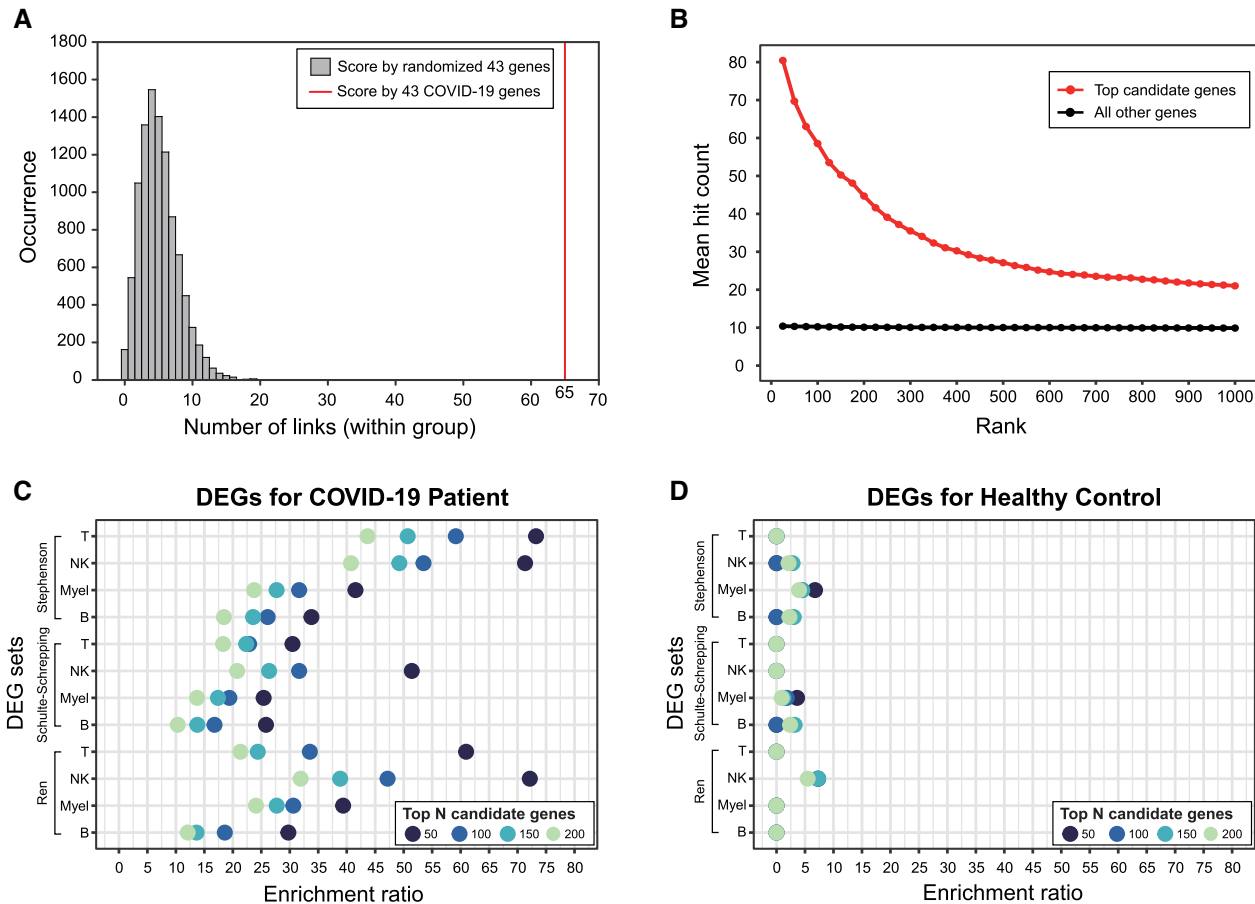 A
1800
1600
1400
1200
1000
800
600
400
200
0
Occurrence
Score by randomized 43 genes
Score by 43 COVID-19 genes
0 10 20 30 40 50 60 65 70
Number of links (within group)
B
80
70
60
50
40
30
20
10
0
Mean hit count
Top candidate genes
All other genes
0 100 200 300 400 500 600 700 800 900 1000
Rank
C
DEGs for COVID-19 Patient
DEG sets
Stephenson
T
NK
Myel
B
Schulte-Schrepping
T
NK
Myel
B
Ren
T
NK
Myel
B
Top N candidate genes
50 100 150 200
0 5 10 15 20 25 30 35 40 45 50 55 60 65 70 75 80
Enrichment ratio
D
DEGs for Healthy Control
DEG sets
Stephenson
T
NK
Myel
B
Schulte-Schrepping
T
NK
Myel
B
Ren
T
NK
Myel
B
Top N candidate genes
50 100 150 200
0 5 10 15 20 25 30 35 40 45 50 55 60 65 70 75 80
Enrichment ratio